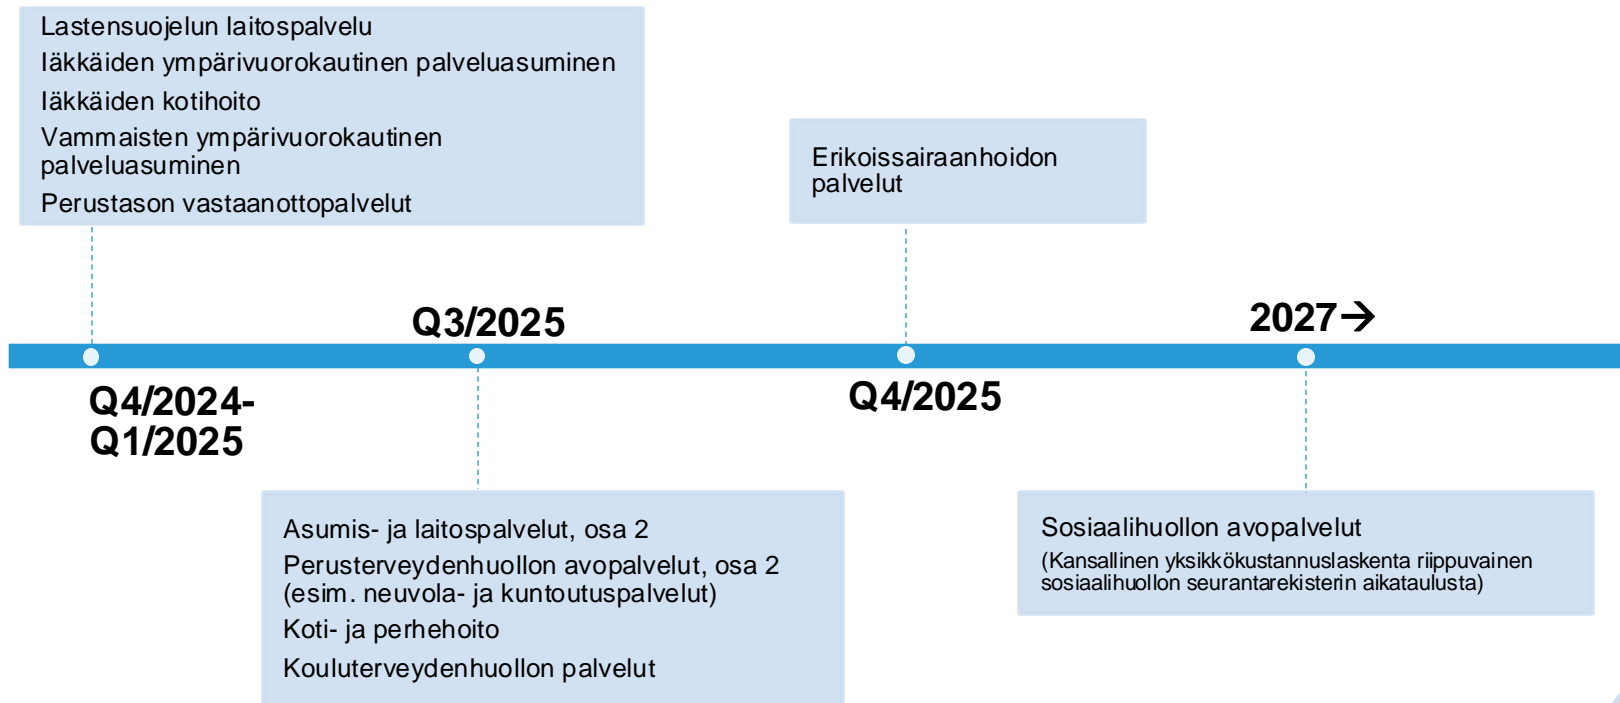 Lastensuojelun laitospalvelu
Iäkkäiden ympärivuorokautinen palveluasuminen
Iäkkäiden kotihoito
Vammaisten ympärivuorokautinen
palveluasuminen
Perustason vastaanottopalvelut
Erikoissairaanhoidon
palvelut
Q3/2025
2027→
Q4/2024-
Q1/2025
Q4/2025
Asumis- ja laitospalvelut, osa 2
Perusterveydenhuollon avopalvelut, osa 2
(esim. neuvola- ja kuntoutuspalvelut)
Koti- ja perhehoito
Kouluterveydenhuollon palvelut
Sosiaalihuollon avopalvelut
(Kansallinen yksikkökustannuslaskenta riippuvainen
sosiaalihuollon seurantarekisterin aikataulusta)